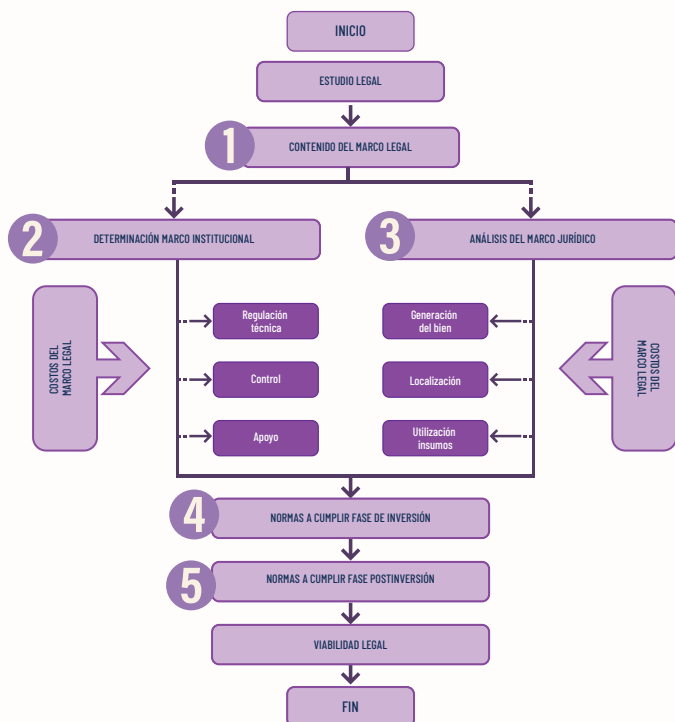 INICIO
ESTUDIO LEGAL
1
CONTENIDO DEL MARCO LEGAL
2
DETERMINACIÓN MARCO INSTITUCIONAL
3
ANÁLISIS DEL MARCO JURÍDICO
COSTOS DEL
MARCO LEGAL
Regulación
técnica
Control
Apoyo
Generación
del bien
Localización
Utilización
insumos
COSTOS DEL
MARCO LEGAL
4
NORMAS A CUMPLIR FASE DE INVERSIÓN
5
NORMAS A CUMPLIR FASE POSTINVERSIÓN
VIABILIDAD LEGAL
FIN